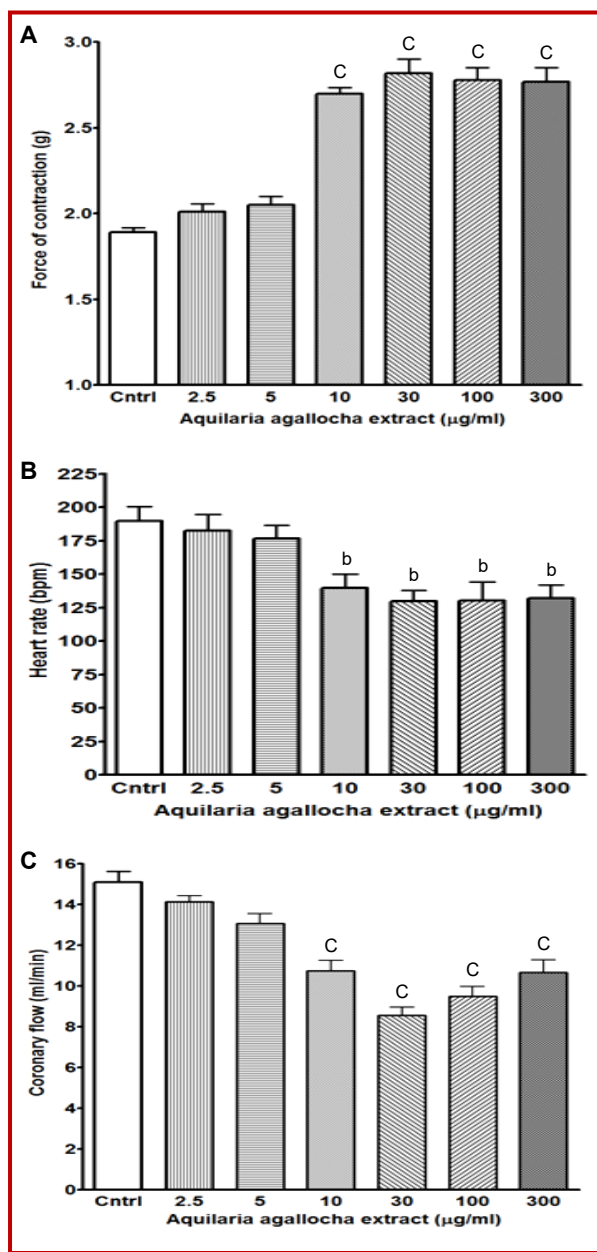 A
Force of contraction (g)
3.0
2.5
2.0
1.5
1.0
C C C C
Cntrl 2.5 5 10 30 100 300
Aquilaria agallocha extract (μg/ml)
B
Heart rate (bpm)
225
200
175
150
125
100
75
50
25
0
b b b b
Cntrl 2.5 5 10 30 100 300
Aquilaria agallocha extract (μg/ml)
C
Coronary flow (ml/min)
16
14
12
10
8
6
4
2
0
C C C C
Cntrl 2.5 5 10 30 100 300
Aquilaria agallocha extract (μg/ml)